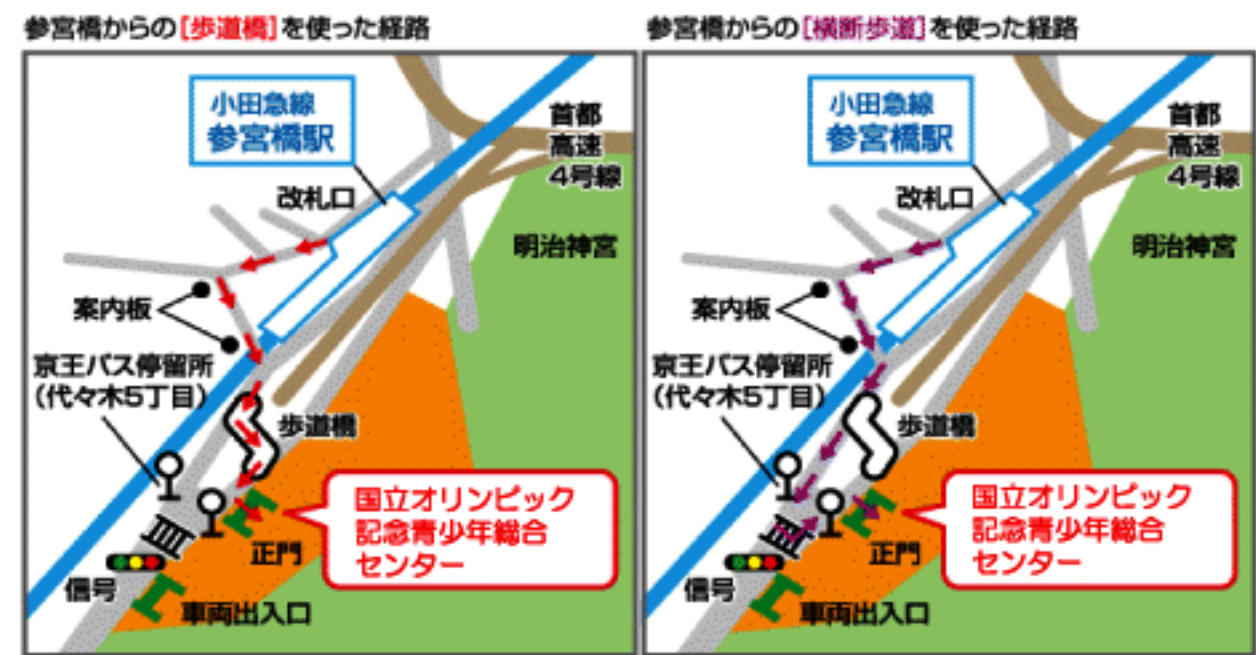 参宮橋からの[歩道橋]を使った経路
小田急線
参宮橋駅
首都
高速
4号線
改札口
明治神宮
案内板
京王バス停留所
(代々木5丁目)
歩道橋
国立オリンピック
記念青少年総合
センター
正門
信号
車両出入口
参宮橋からの[横断歩道]を使った経路
小田急線
参宮橋駅
首都
高速
4号線
改札口
明治神宮
案内板
京王バス停留所
(代々木5丁目)
歩道橋
国立オリンピック
記念青少年総合
センター
正門
信号
車両出入口